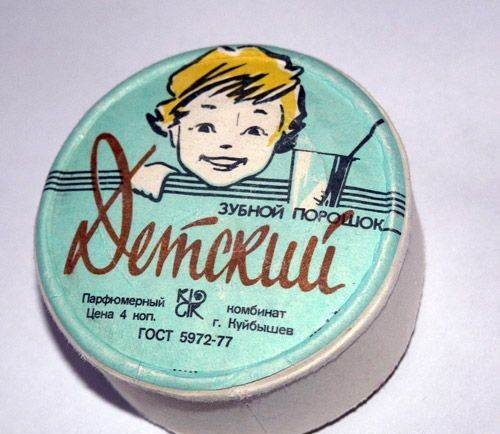 ЗУБНОЙ ПОРОШОК
Детский
Парфюмерный комбинат
Цена 4 коп. г. Куйбышев
ГОСТ 5972-77